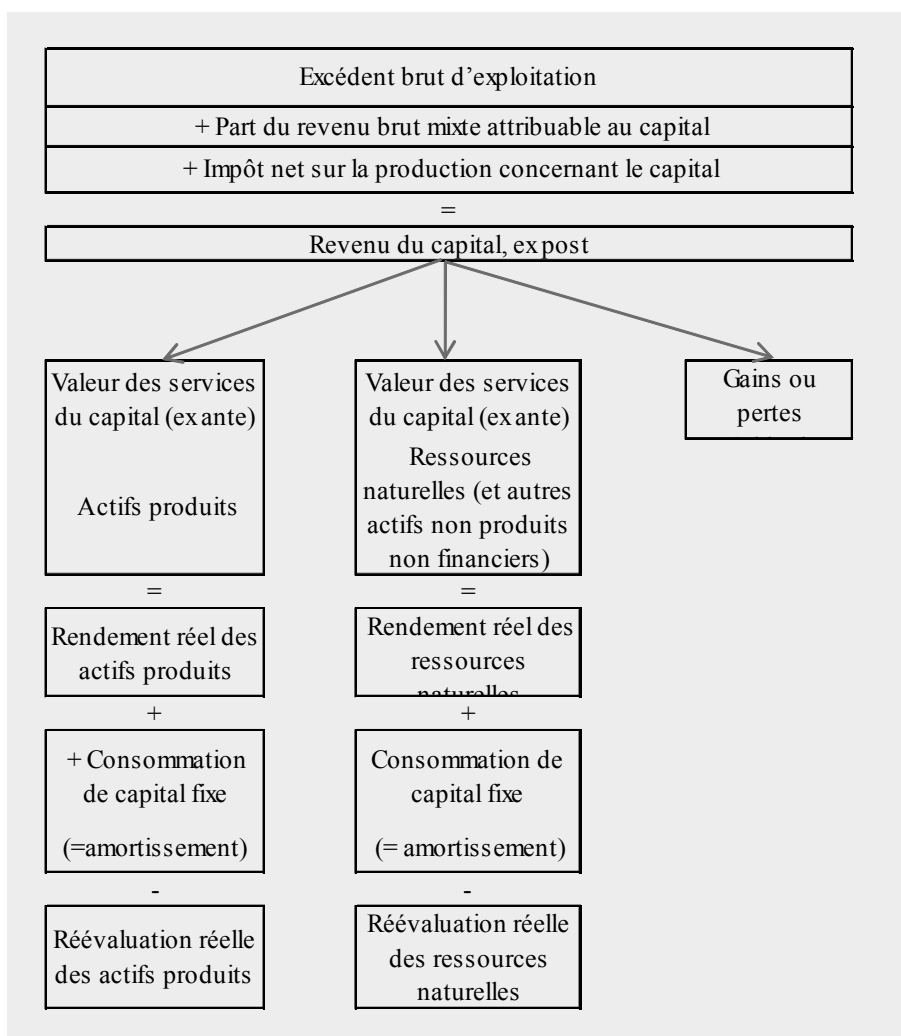 Excédent brut d'exploitation
+ Part du revenu brut mixte attribuable au capital
+ Impôt net sur la production concernant le capital
=
Revenu du capital, ex post
Valeur des services
du capital (ex ante)
Actifs produits
Valeur des services
du capital (ex ante)
Ressources
naturelles (et autres
actifs non produits
non financiers)
Gains ou
pertes
=
=
Rendement réel des
actifs produits
Rendement réel des
ressources
naturelles
+
+
+ Consommation
de capital fixe
(=amortissement)
Consommation de
capital fixe
(= amortissement)
-
-
Réévaluation réelle
des actifs produits
Réévaluation réelle
des ressources
naturelles